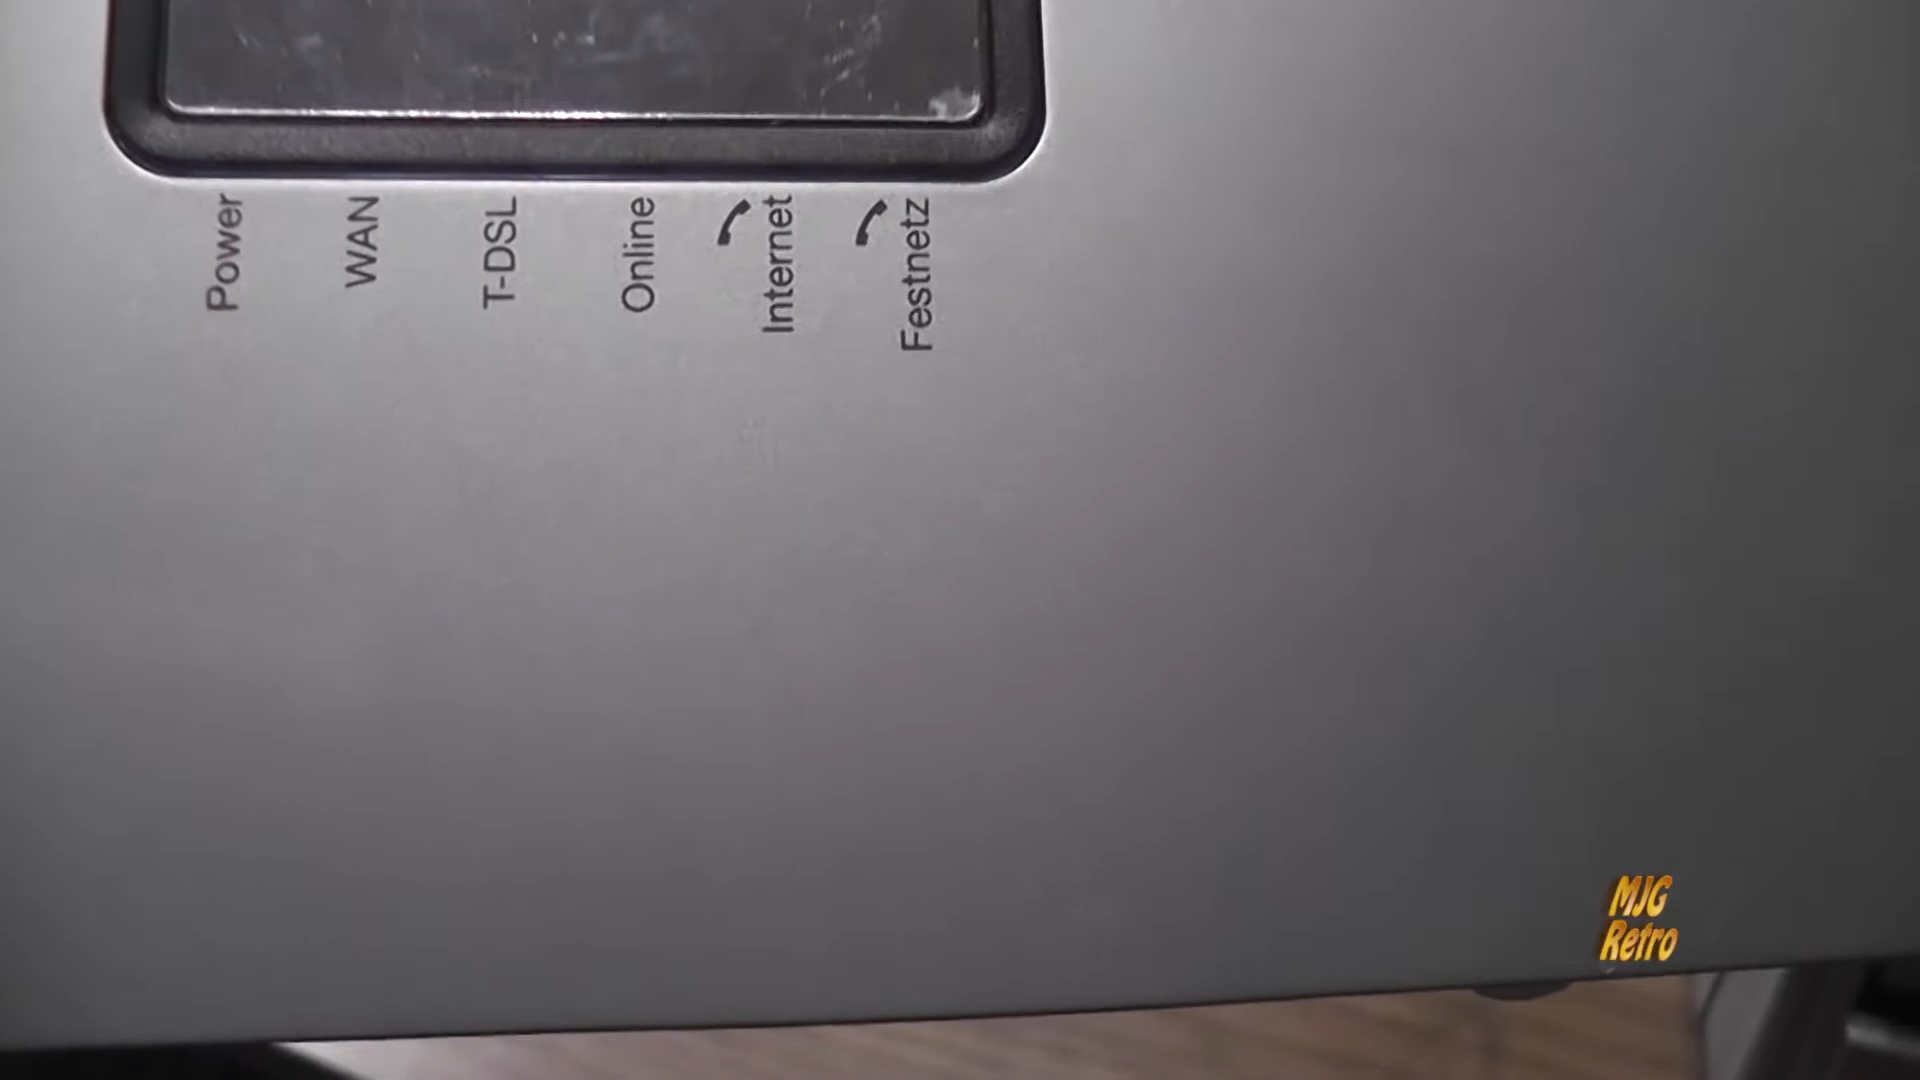 Power
WAN
T-DSL
Online
Internet
Festnetz
MJG
Retro